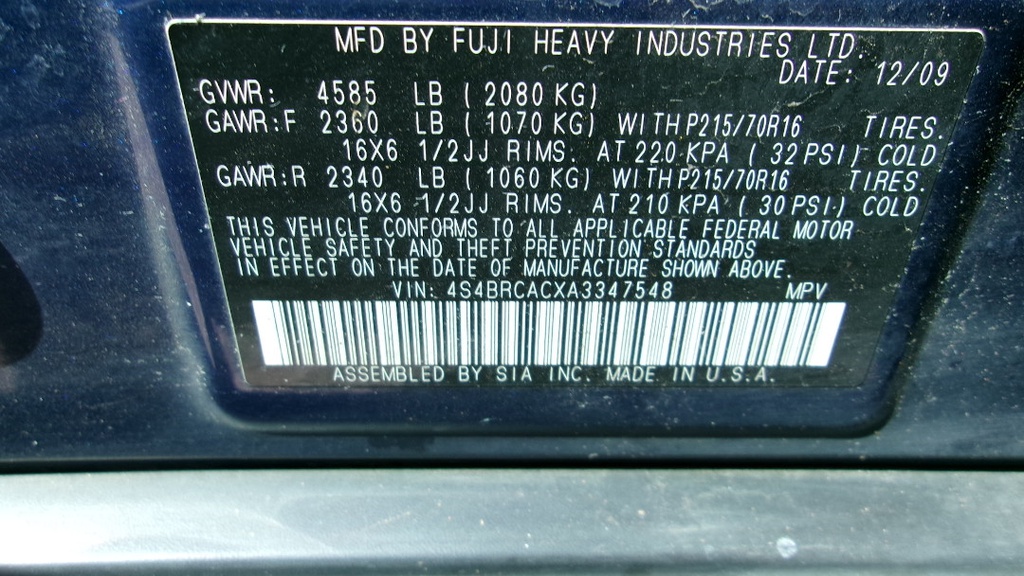 MFD BY FUJI HEAVY INDUSTRIES LTD.
DATE: 12/09
GVWR: 4585 LB ( 2080 KG)
GAWR:F 2360 LB ( 1070 KG) WITH P215/70R16 TIRES.
16X6 1/2JJ RIMS. AT 220 KPA ( 32 PSI) COLD
GAWR:R 2340 LB ( 1060 KG) WITH P215/70R16 TIRES.
16X6 1/2JJ RIMS. AT 210 KPA ( 30 PSI) COLD
THIS VEHICLE CONFORMS TO ALL APPLICABLE FEDERAL MOTOR
VEHICLE SAFETY AND THEFT PREVENTION STANDARDS
IN EFFECT ON THE DATE OF MANUFACTURE SHOWN ABOVE.
VIN: 4S4BRCACXA3347548 MPV
ASSEMBLED BY SIA INC. MADE IN U.S.A.